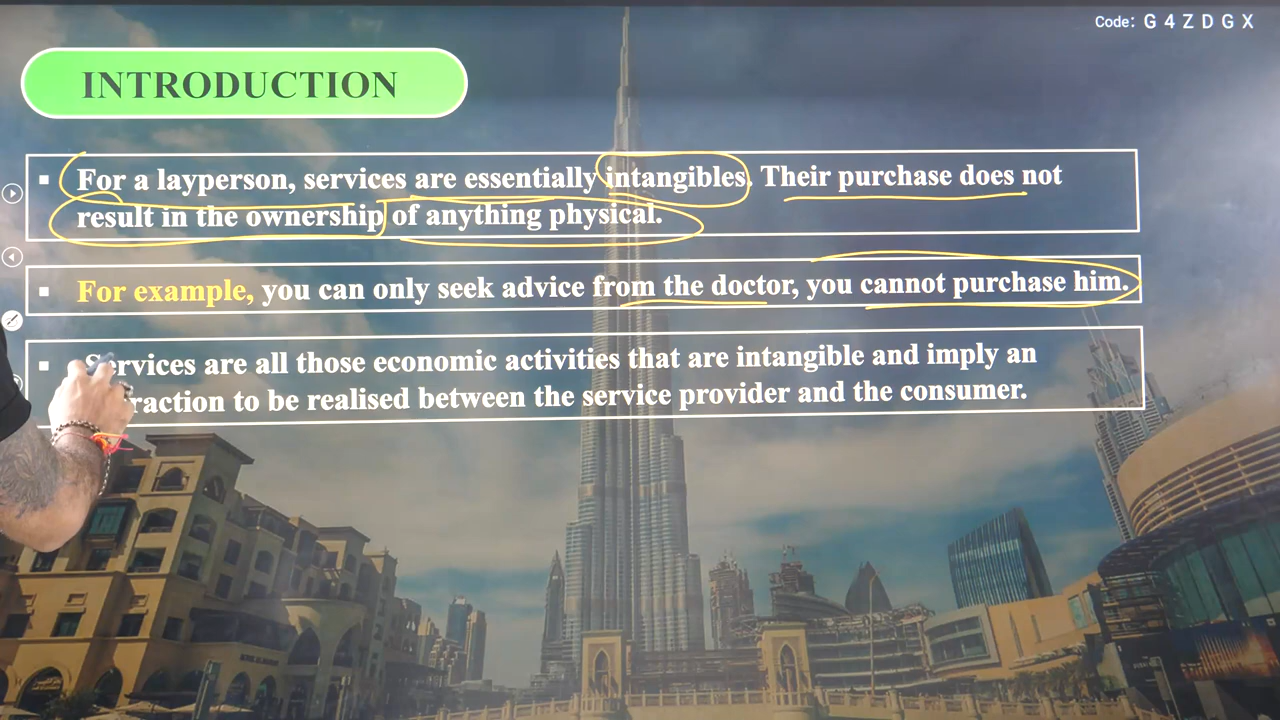 Code: G 4 Z D G X
INTRODUCTION
▪ For a layperson, services are essentially intangibles. Their purchase does not
result in the ownership of anything physical.
▪ For example, you can only seek advice from the doctor, you cannot purchase him.
▪ Services are all those economic activities that are intangible and imply an
to be realised between the service provider and the consumer.